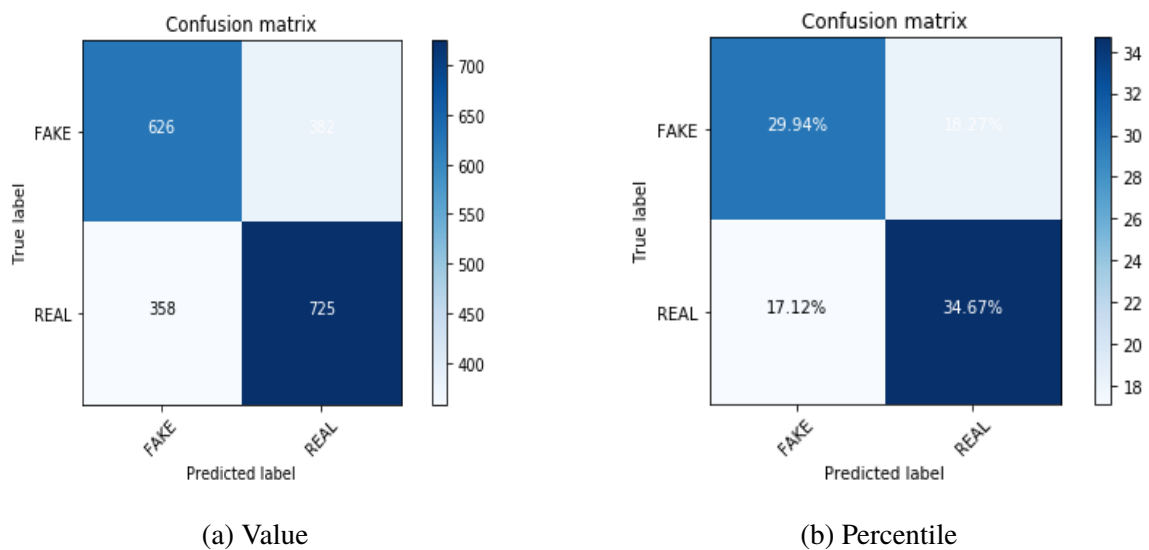 Confusion matrix
700
650
600
550
500
450
400
FAKE
REAL
True label
626
382
358
725
FAKE
REAL
Predicted label
(a) Value
Confusion matrix
34
32
30
28
26
24
22
20
18
FAKE
REAL
True label
29.94%
18.27%
17.12%
34.67%
FAKE
REAL
Predicted label
(b) Percentile